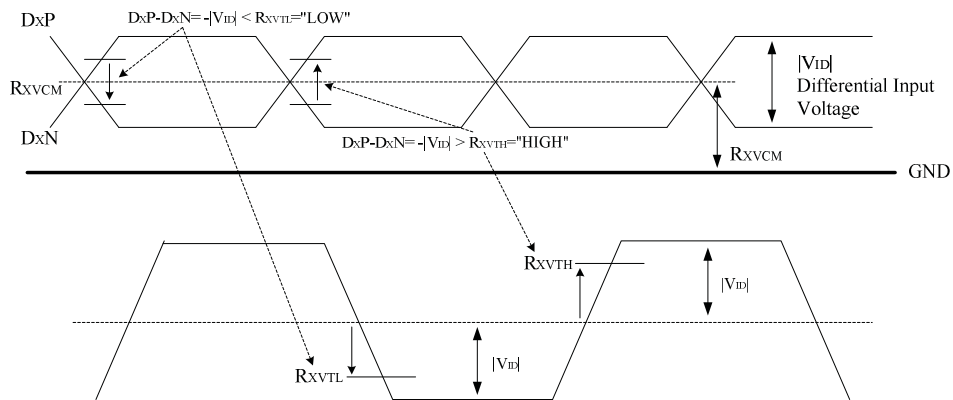 DXP
DXP-DXN=-|VID| < RXVTL="LOW"
RXVCM
|VID|
Differential Input
Voltage
DXN
DXP-DXN=-|VID| > RXVTH="HIGH"
RXVCM
GND
RXVTH
|VID|
RXVTL
|VID|